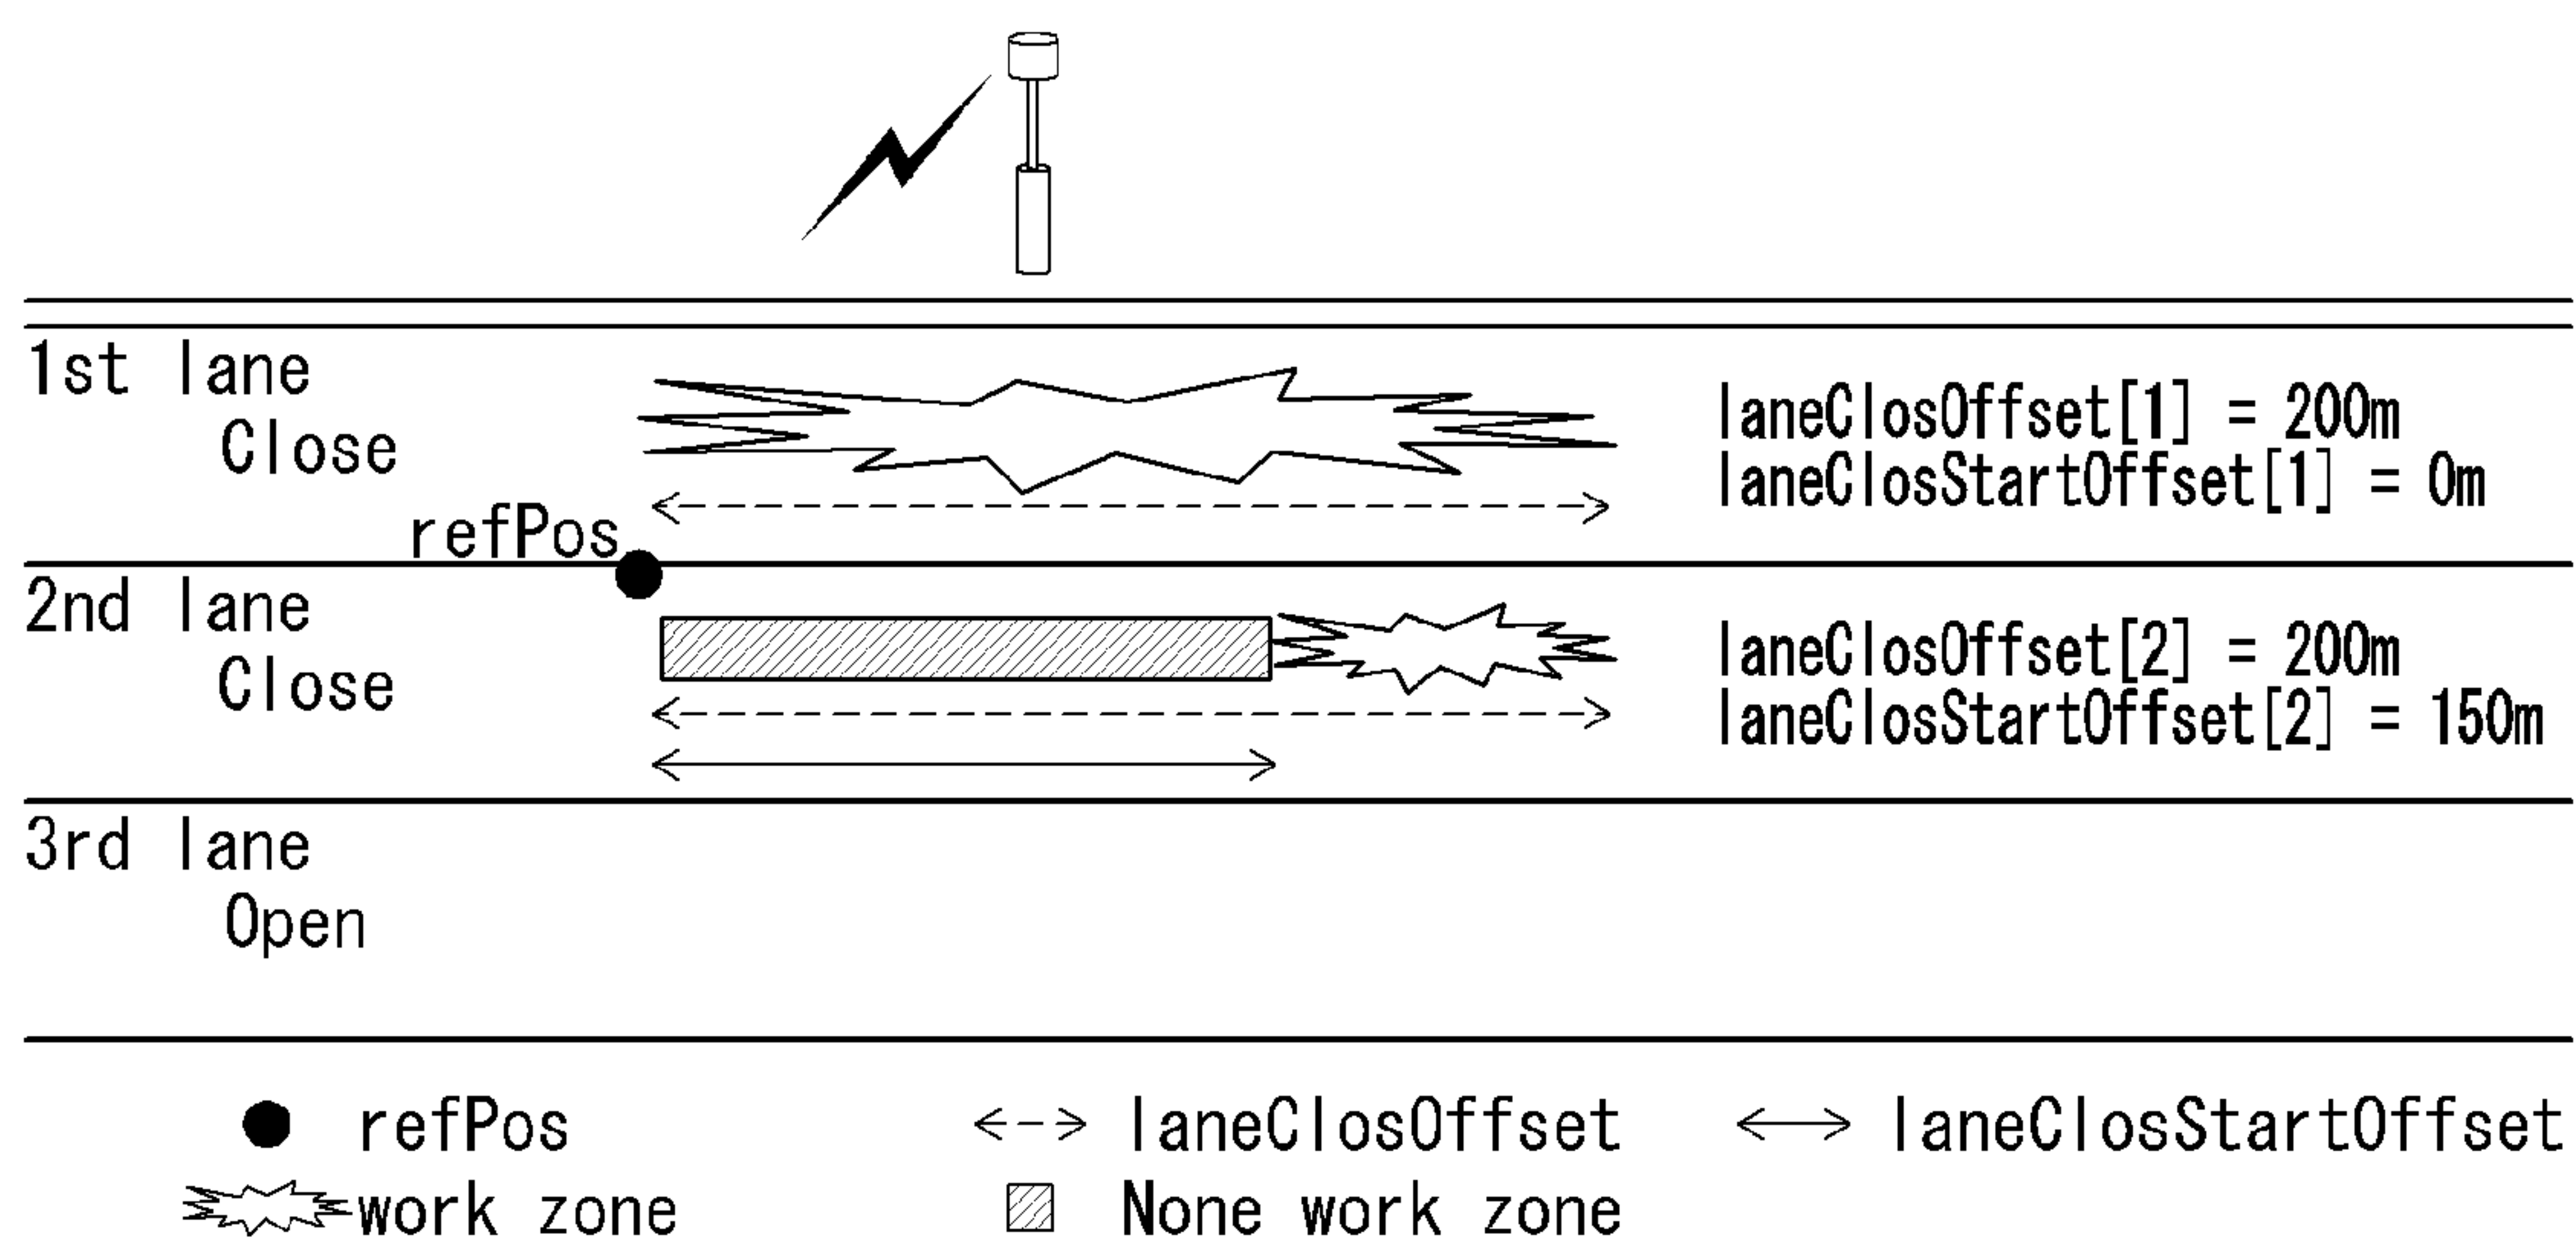 1st lane
Close
laneClosOffset[1] = 200m
laneClosStartOffset[1] = 0m
refPos
2nd lane
Close
laneClosOffset[2] = 200m
laneClosStartOffset[2] = 150m
3rd lane
Open
refPos
laneClosOffset
laneClosStartOffset
work zone
None work zone